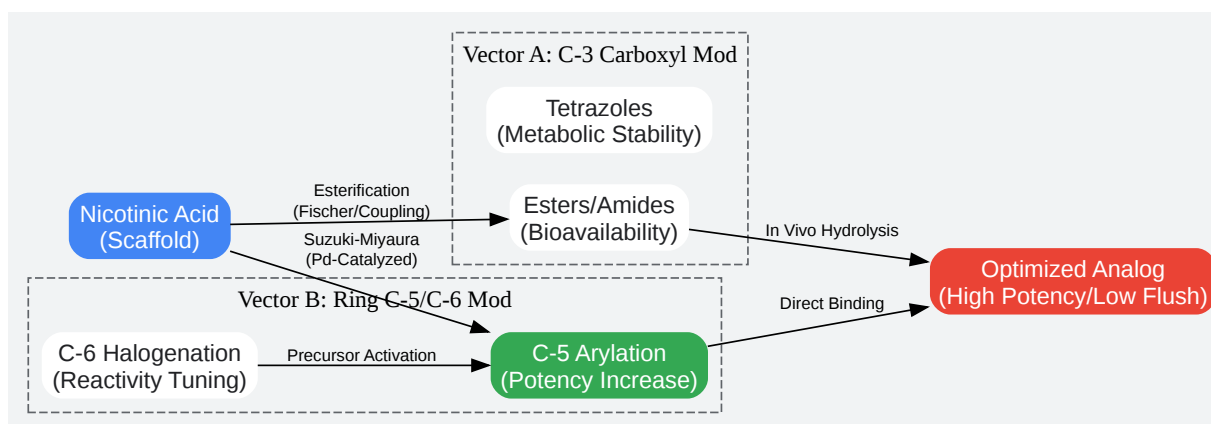 Vector A: C-3 Carboxyl Mod
Tetrazoles
(Metabolic Stability)
Esterification
(Fischer/Coupling)
Nicotinic Acid
(Scaffold)
Esters/Amides
(Bioavailability)
Suzuki-Miyaura
(Pd-Catalyzed)
In Vivo Hydrolysis
Optimized Analog
(High Potency/Low Flush)
Vector B: Ring C-5/C-6 Mod
Direct Binding
C-6 Halogenation
(Reactivity Tuning)
Precursor Activation
C-5 Arylation
(Potency Increase)